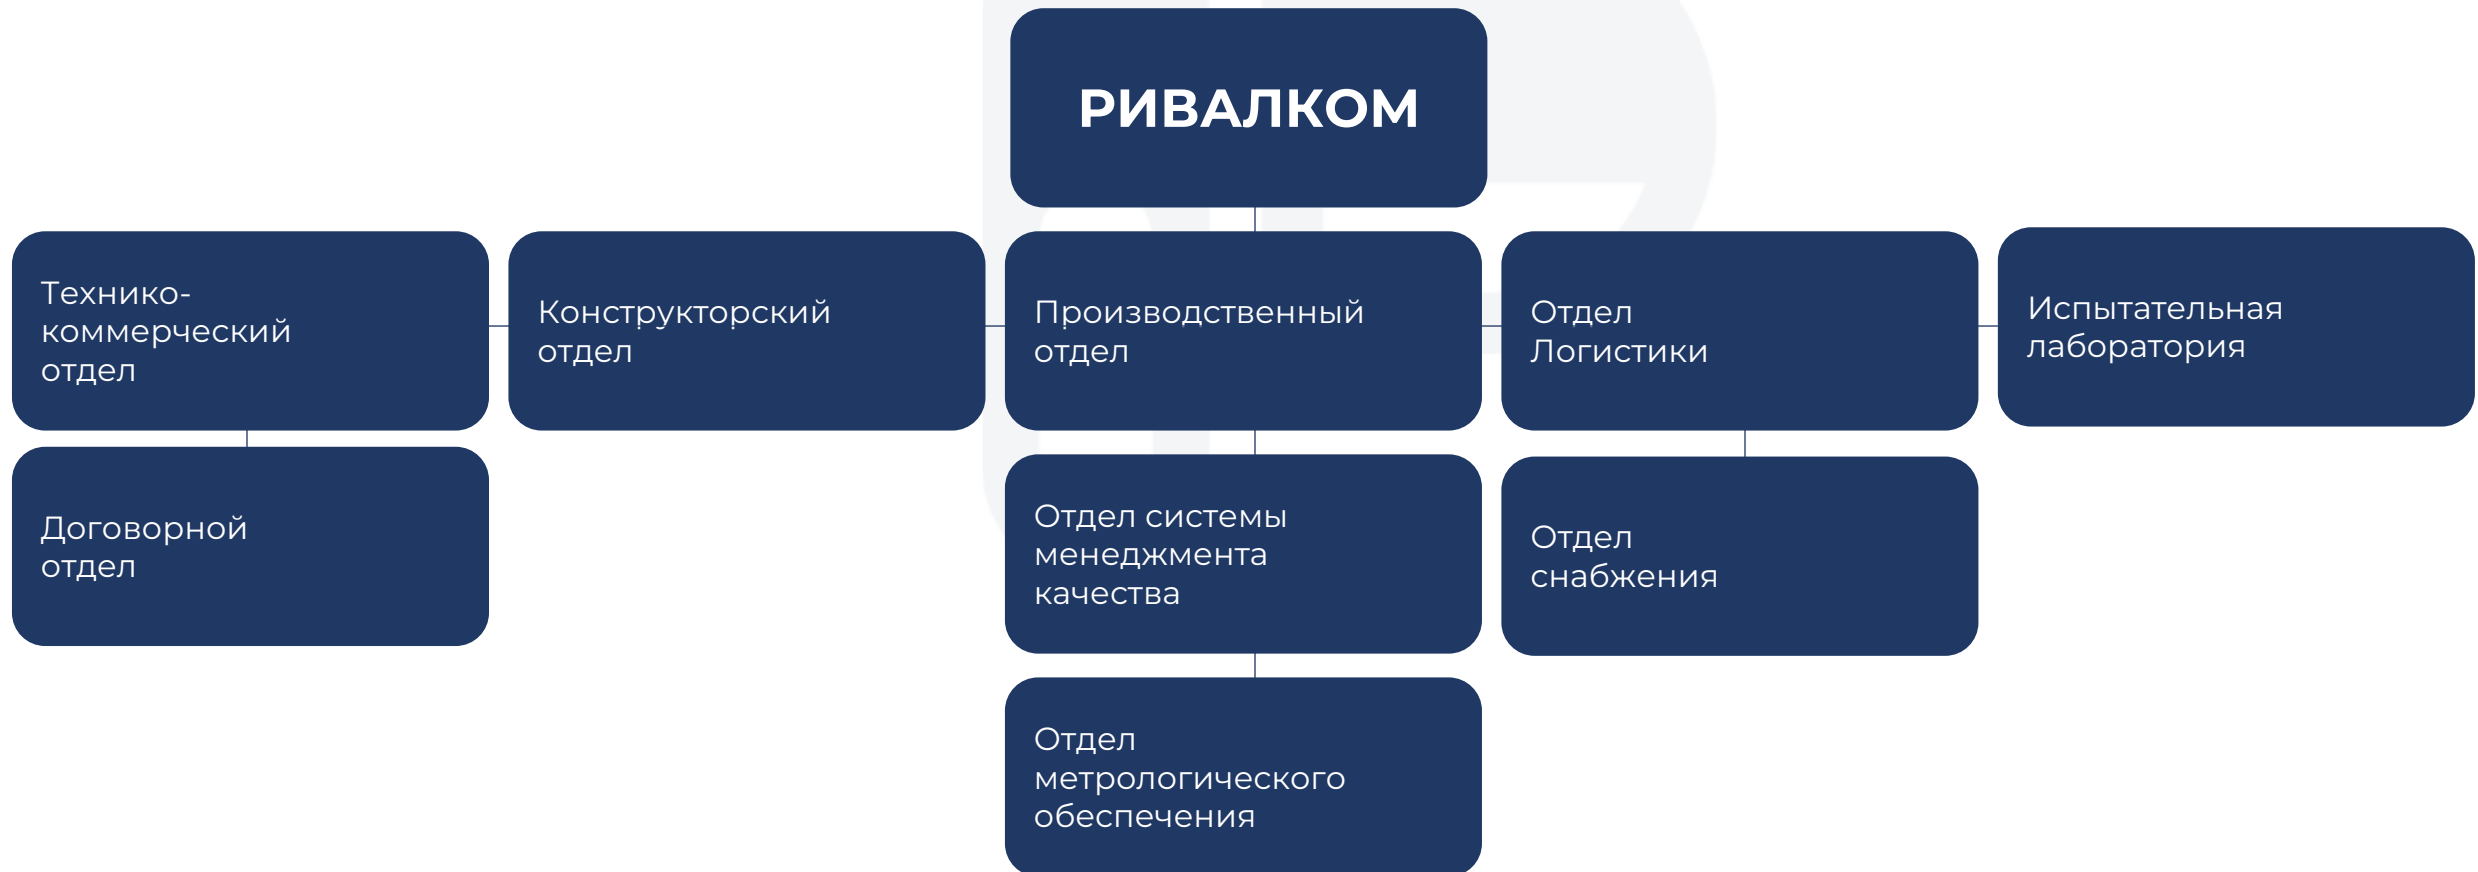 РИВАЛКОМ
Технико-
коммерческий
отдел
Конструкторский
отдел
Производственный
отдел
Отдел
Логистики
Испытательная
лаборатория
Договорной
отдел
Отдел системы
менеджмента
качества
Отдел
снабжения
Отдел
метрологического
обеспечения